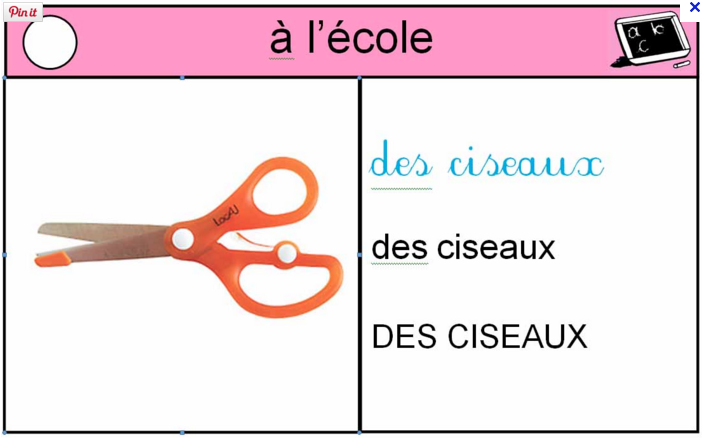 Pin it
à l’école
a b
c
des ciseaux
des ciseaux
DES CISEAUX